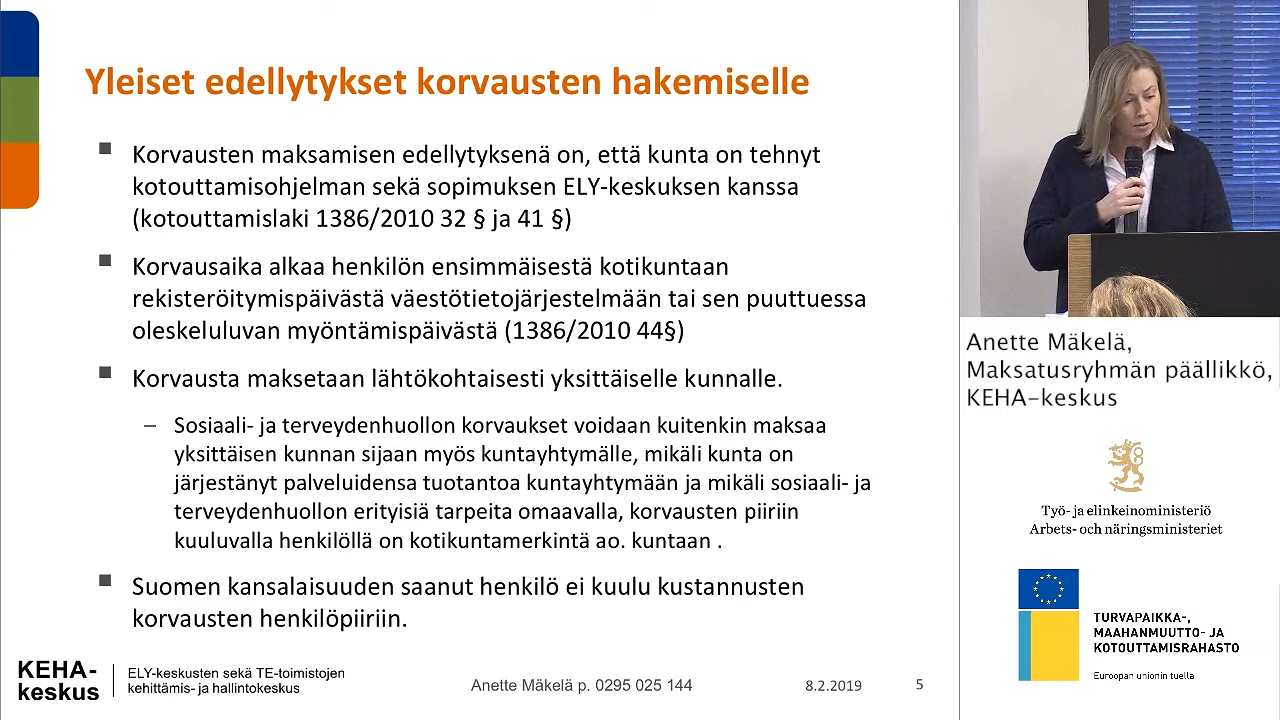 Yleiset edellytykset korvausten hakemiselle
Korvausten maksamisen edellytyksenä on, että kunta on tehnyt
kotouttamisohjelman sekä sopimuksen ELY-keskuksen kanssa
(kotouttamislaki 1386/2010 32 § ja 41 §)
Korvausaika alkaa henkilön ensimmäisestä kotikuntaan
rekisteröitymispäivästä väestötietojärjestelmään tai sen puuttuessa
oleskeluluvan myöntämispäivästä (1386/2010 44§)
Korvausta maksetaan lähtökohtaisesti yksittäiselle kunnalle.
– Sosiaali- ja terveydenhuollon korvaukset voidaan kuitenkin maksaa
yksittäisen kunnan sijaan myös kuntayhtymälle, mikäli kunta on
järjestänyt palveluidensa tuotantoa kuntayhtymään ja mikäli sosiaali- ja
terveydenhuollon erityisiä tarpeita omaavalla, korvausten piiriin
kuuluvalla henkilöllä on kotikuntamerkintä ao. kuntaan .
Suomen kansalaisuuden saanut henkilö ei kuulu kustannusten
korvausten henkilöpiiriin.
KEHA-
keskus
ELY-keskusten sekä TE-toimistojen
kehittämis- ja hallintokeskus
Anette Mäkelä p. 0295 025 144
8.2.2019
5
Anette Mäkelä,
Maksatusryhmän päällikkö,
KEHA-keskus
Työ- ja elinkeinoministeriö
Arbets- och näringsministeriet
TURVAPAIKKA-,
MAAHANMUUTTO- JA
KOTOUTTAMISRAHASTO
Euroopan unionin tuella